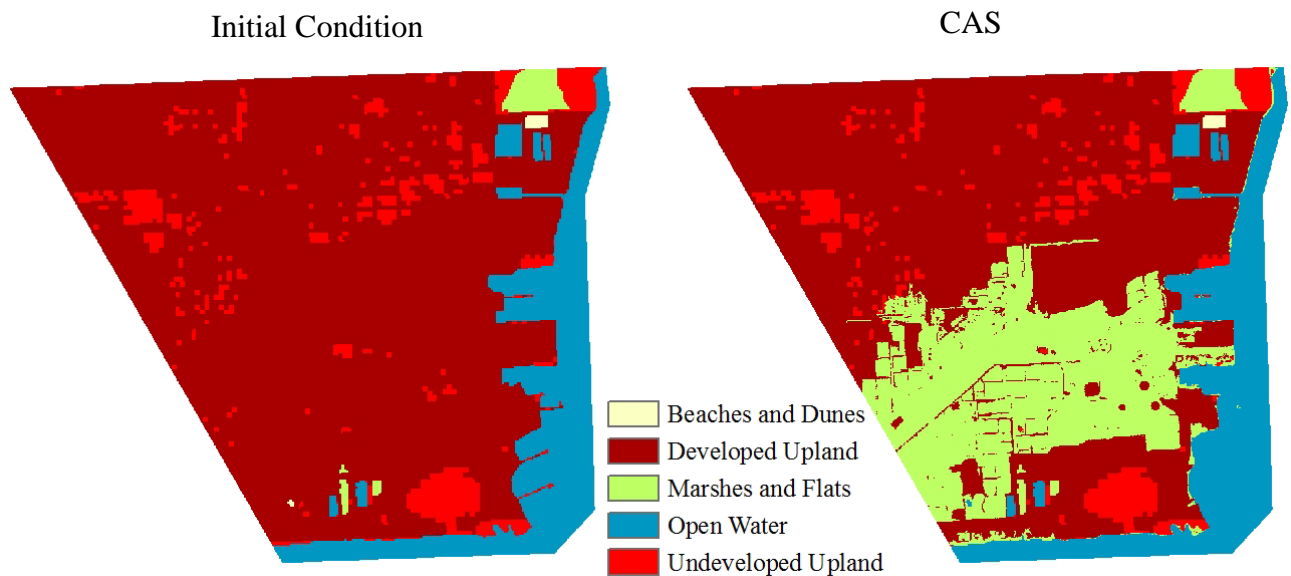 Initial Condition
CAS
Beaches and Dunes
Developed Upland
Marshes and Flats
Open Water
Undeveloped Upland